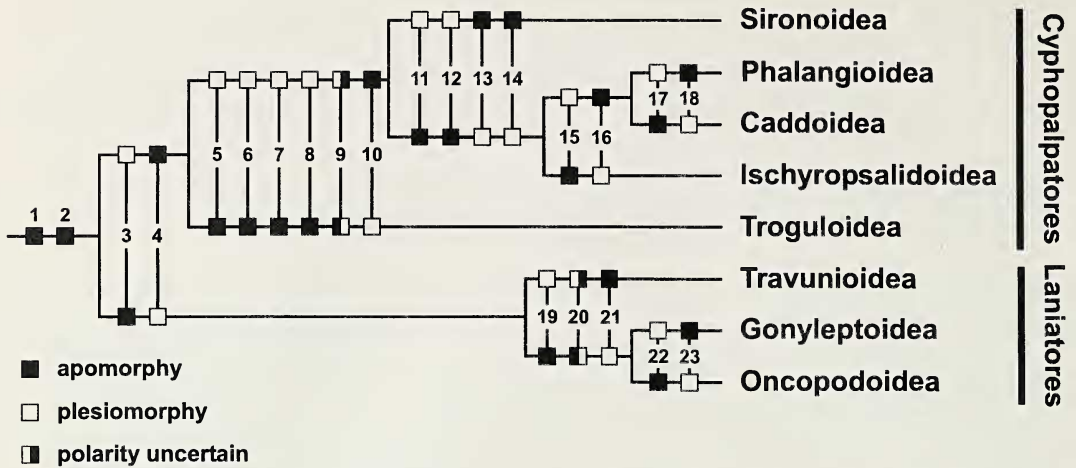 Sironoidea
Phalangioidea
Caddoidea
Ischyropsalidoidea
Troguloidea
Travunioidea
Gonyleptoidea
Oncopodoidea
Cyphopalpatores
Laniatores
1 2
3 4
5 6 7 8 9 10
11 12 13 14
15 16
17 18
19 20 21
22 23
apomorphy
plesiomorphy
polarity uncertain